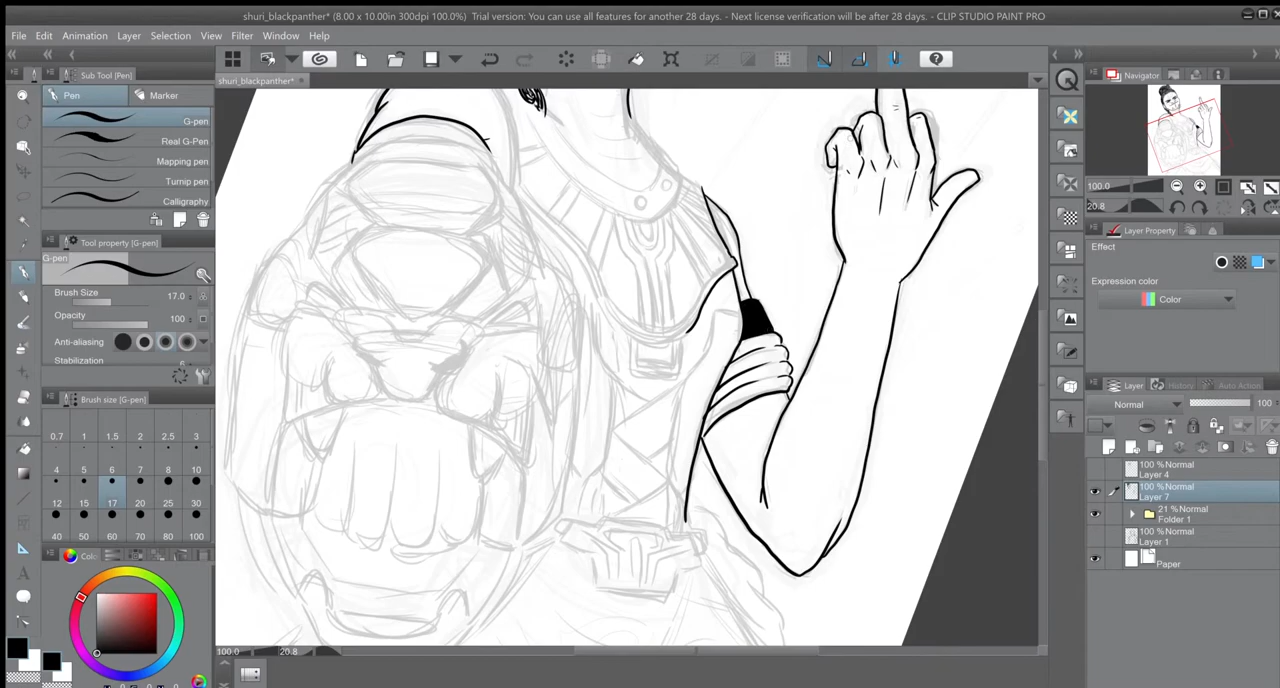 shuri_blackpanther* (8.00 x 10.00in 300dpi 100.0%)  Trial version: You can use all features for another 28 days. - Next license verification will be after 28 days. - CLIP STUDIO PAINT PRO
File Edit Animation Layer Selection View Filter Window Help
Sub Tool [Pen]
Navigator
shuri_blackpanther*
Pen Marker
G-pen
Real G-Pen
Mapping pen
Turnip pen
Calligraphy
100.0
20.8
Tool property [G-pen]
Layer Property
G-pen
Effect
Brush Size 17.0
Expression color
Color
Opacity 100
Anti-aliasing
Stabilization
Brush size [G-pen]
Layer History Auto Action
Normal 100
0.7 1 1.5 2 2.5 3
4 5 6 7 8 10
12 15 17 20 25 30
40 50 60 70 80 100
100 %Normal
Layer 4
100 %Normal
Layer 7
21 %Normal
Folder 1
100 %Normal
Layer 1
Paper
Colo
100.0 20.8